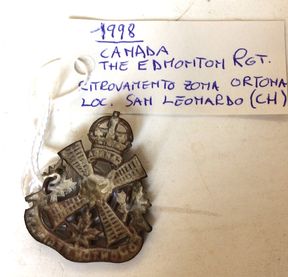 1998
CANADA
THE EDMONTON RGT.
RITROVAMENTO ZONA ORTONA
LOC. SAN LEONARDO (CH)